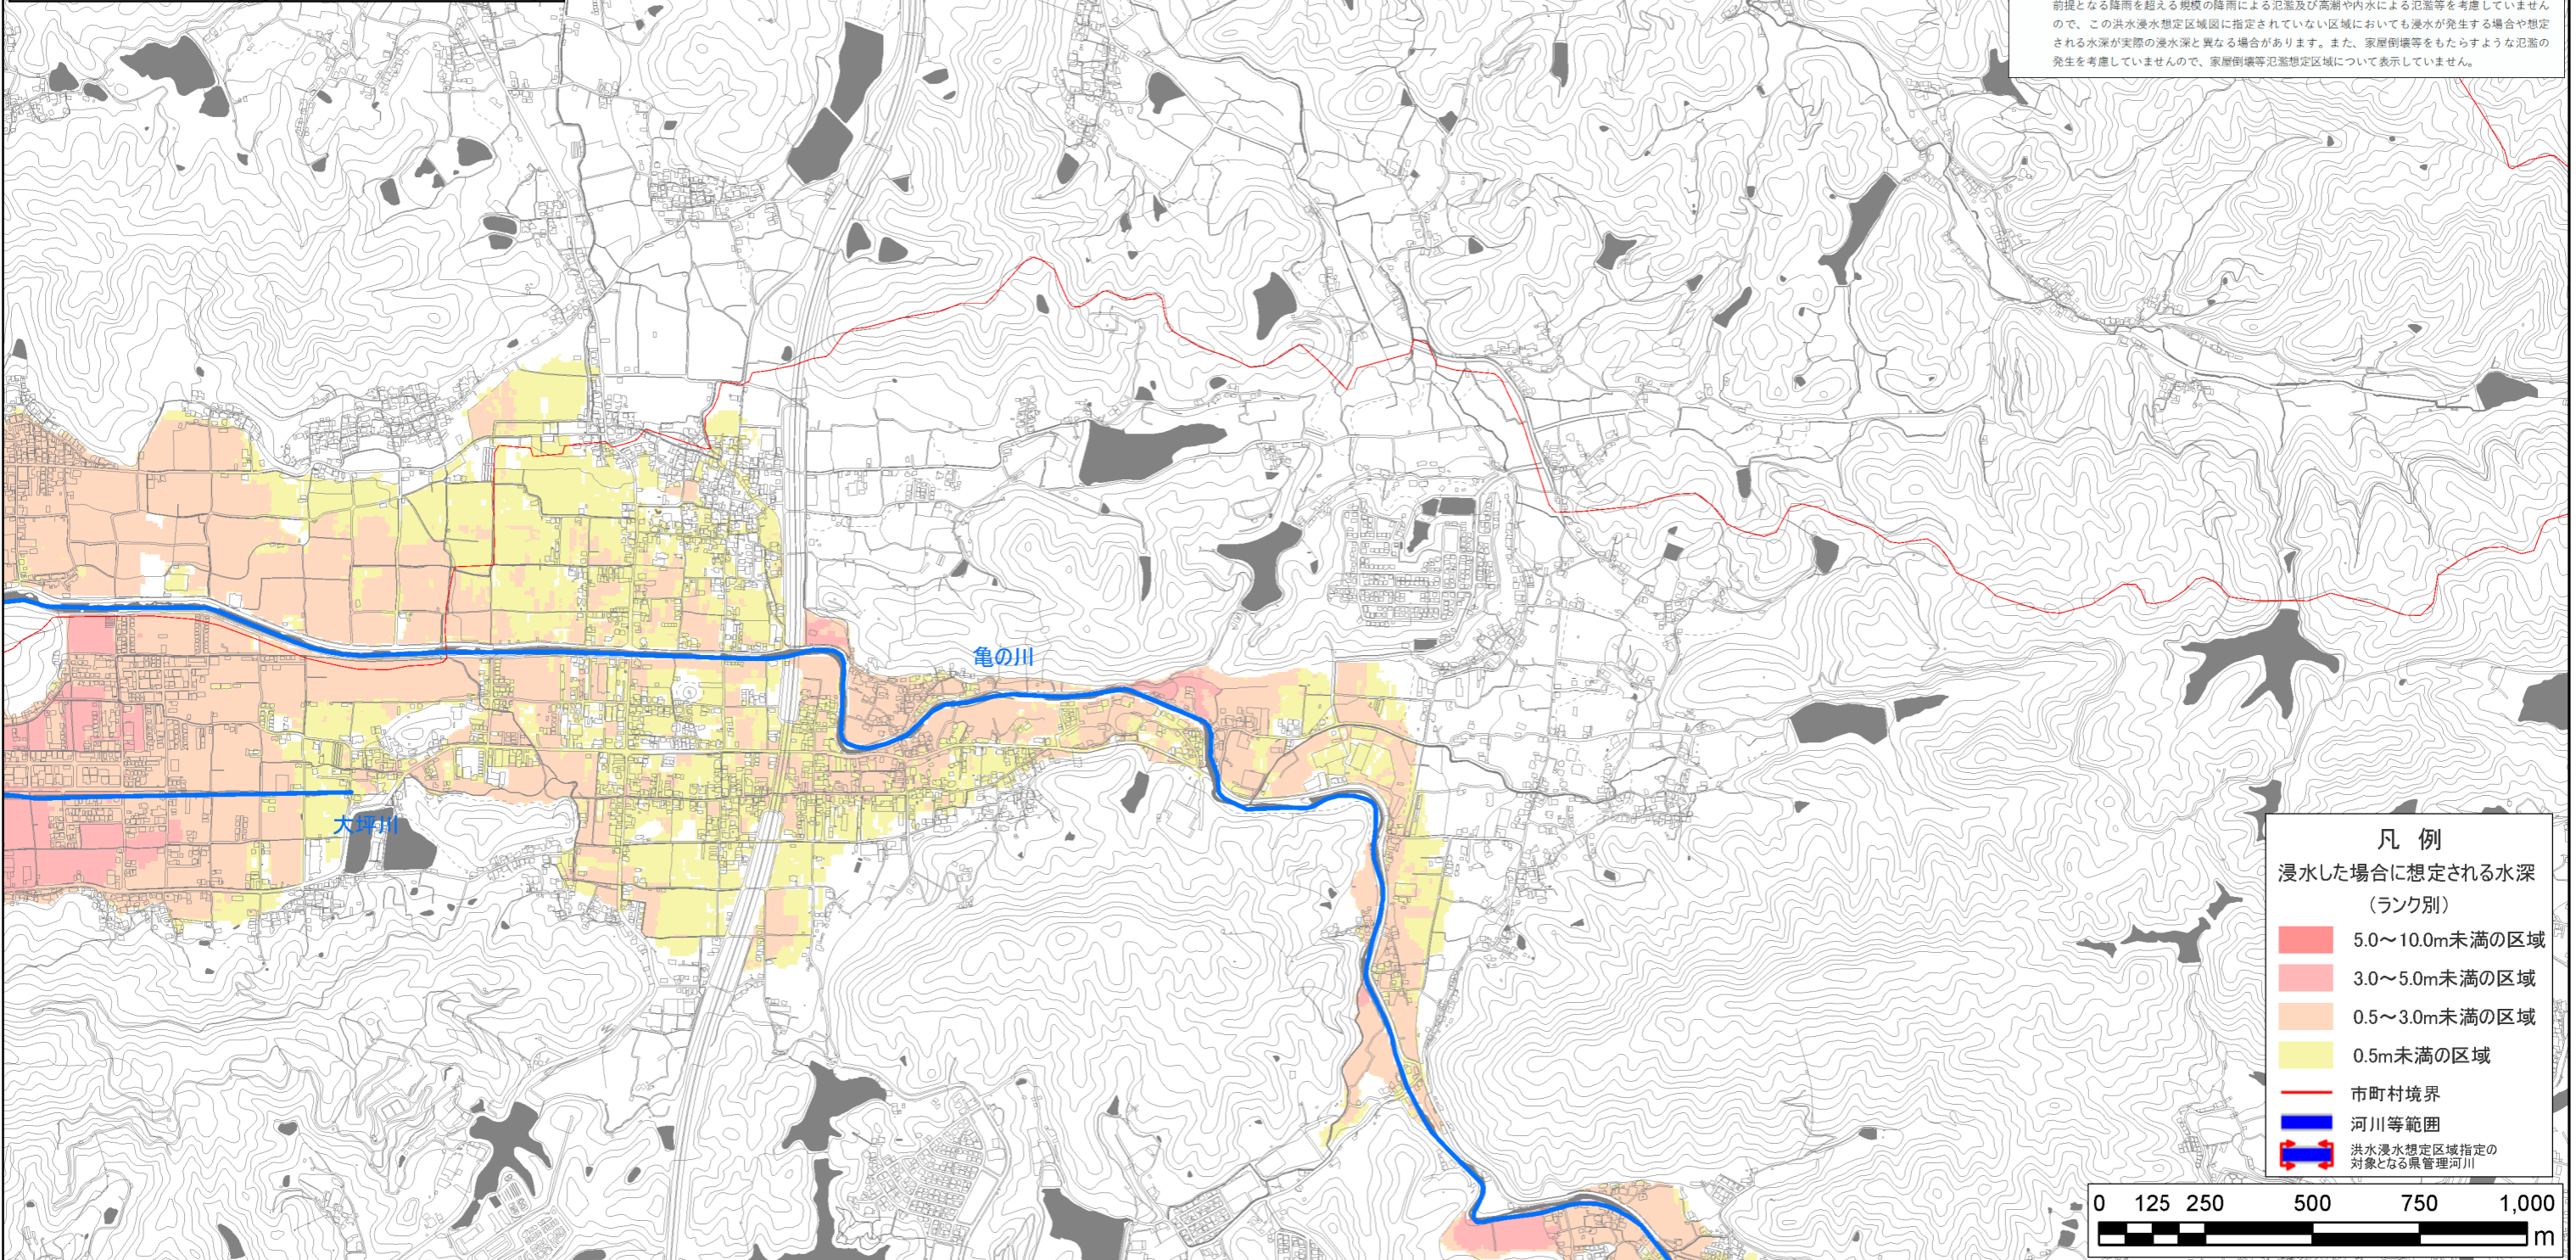 前提となる降雨を超える規模の降雨による氾濫及び高潮や内水による氾濫等を考慮していません
ので、この洪水浸水想定区域図に指定されていない区域においても浸水が発生する場合や想定
される水深が実際の浸水深と異なる場合があります。また、家屋倒壊等をもたらすような氾濫の
発生を考慮していませんので、家屋倒壊等氾濫想定区域について表示していません。
亀の川
大坪川
凡 例
浸水した場合に想定される水深
（ランク別）
5.0～10.0m未満の区域
3.0～5.0m未満の区域
0.5～3.0m未満の区域
0.5m未満の区域
市町村境界
河川等範囲
洪水浸水想定区域指定の
対象となる県管理河川
0 125 250 500 750 1,000
m